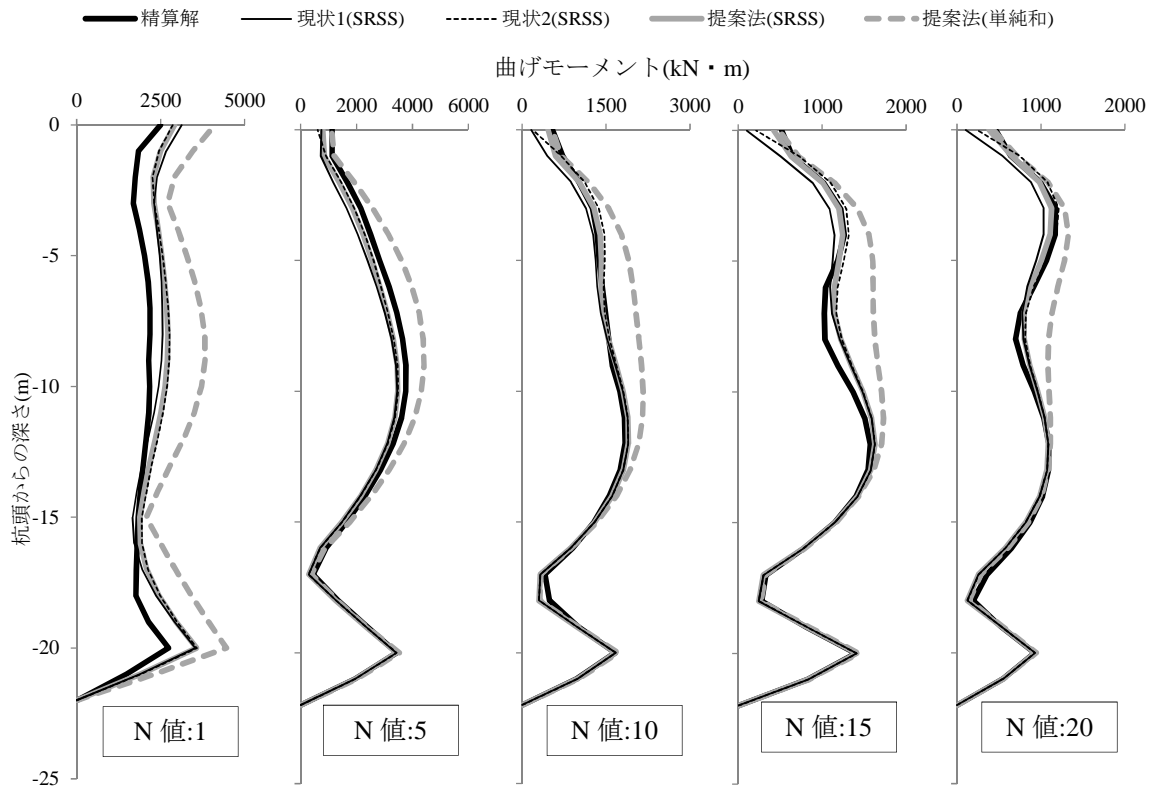 精算解 現状1(SRSS) 現状2(SRSS) 提案法(SRSS) 提案法(単純和)
曲げモーメント(kN・m)
0 2500 5000 0 2000 4000 6000 0 1500 3000 0 1000 2000 0 1000 2000
0
-5
-10
-15
-20
-25
杭頭からの深さ(m)
N 値:1 N 値:5 N 値:10 N 値:15 N 値:20